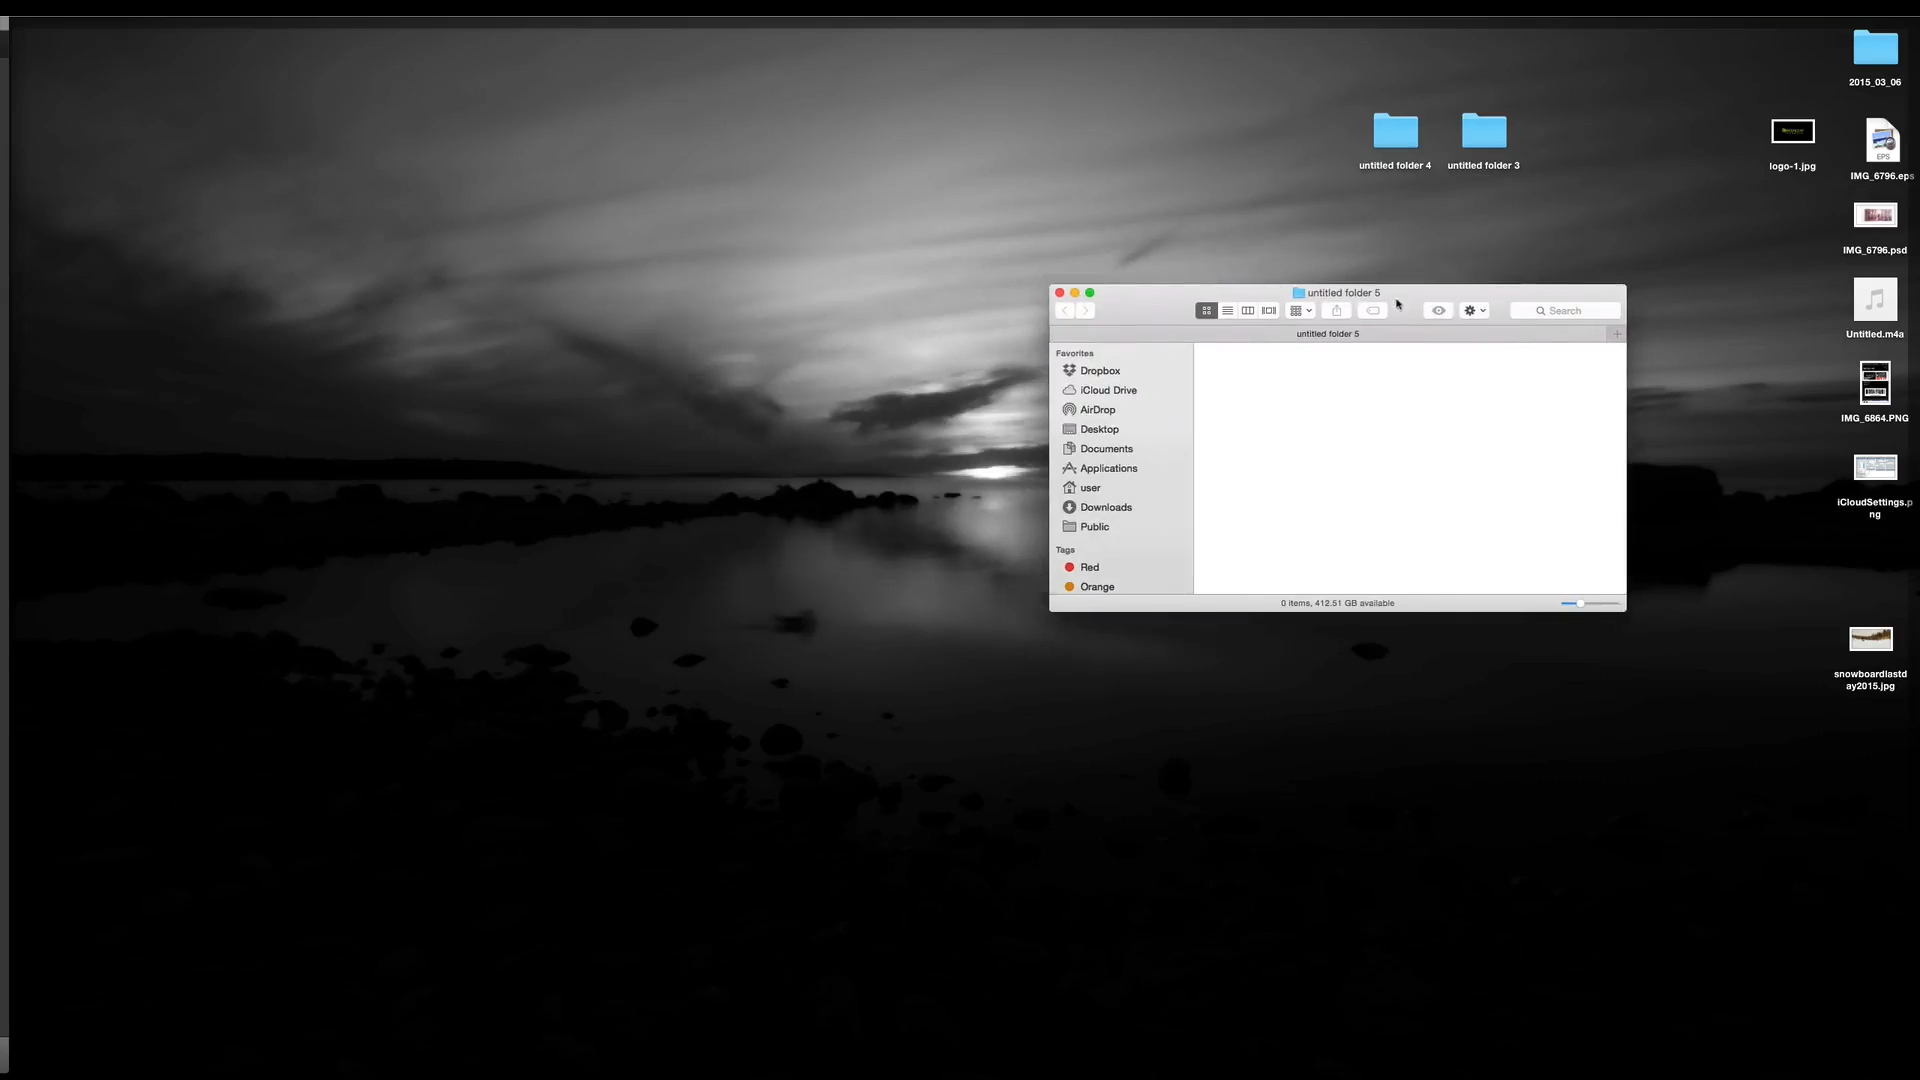 2015_03_06
untitled folder 4
untitled folder 3
logo-1.jpg
EPS
IMG_6796.eps
IMG_6796.psd
untitled folder 5
Search
untitled folder 5
Favorites
Dropbox
iCloud Drive
AirDrop
Desktop
Documents
Applications
user
Downloads
Public
Tags
Red
Orange
0 items, 412.51 GB available
Untitled.m4a
IMG_6864.PNG
iCloudSettings.p
ng
snowboardlastd
ay2015.jpg